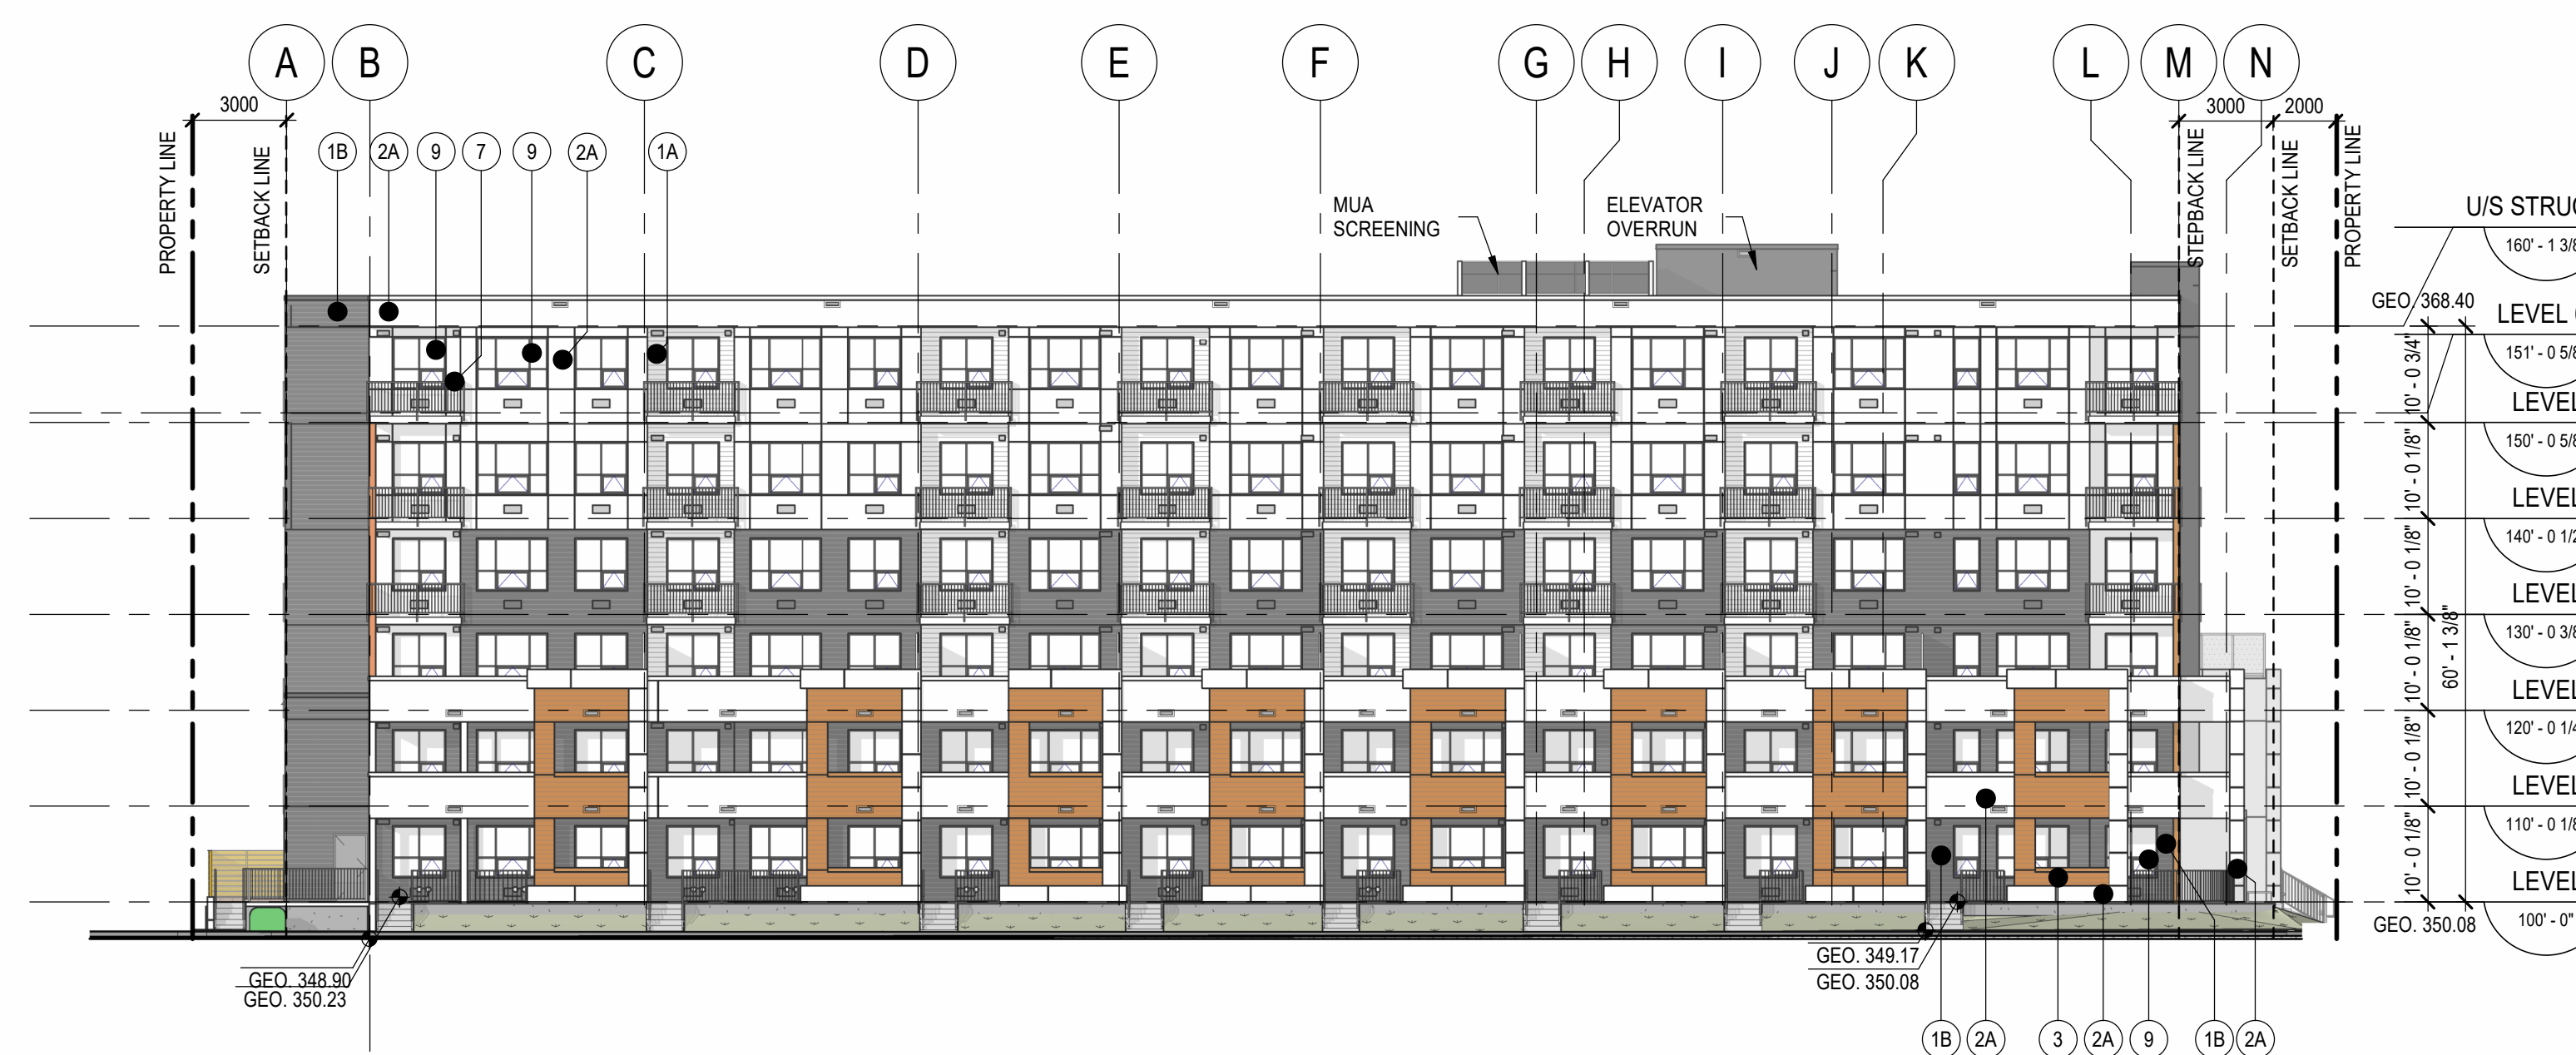 A B C D E F G H I J K L M N
3000
3000 2000
PROPERTY LINE
SETBACK LINE
1B 2A 9 7 9 2A 1A
STEPBACK LINE
SETBACK LINE
PROPERTY LINE
MUA
SCREENING
ELEVATOR
OVERRUN
U/S STRUC
160' - 1 3/8
GEO. 368.40
LEVEL
151' - 0 5/8
10' - 0 3/4"
LEVEL
150' - 0 5/8
10' - 0 1/8"
LEVEL
140' - 0 1/2
10' - 0 1/8"
LEVEL
130' - 0 3/8
10' - 0 1/8"
60' - 1 3/8"
LEVEL
120' - 0 1/4
10' - 0 1/8"
LEVEL
110' - 0 1/8
10' - 0 1/8"
LEVEL
GEO. 350.08
100' - 0"
GEO. 348.90
GEO. 350.23
GEO. 349.17
GEO. 350.08
1B 2A 3 2A 9 1B 2A